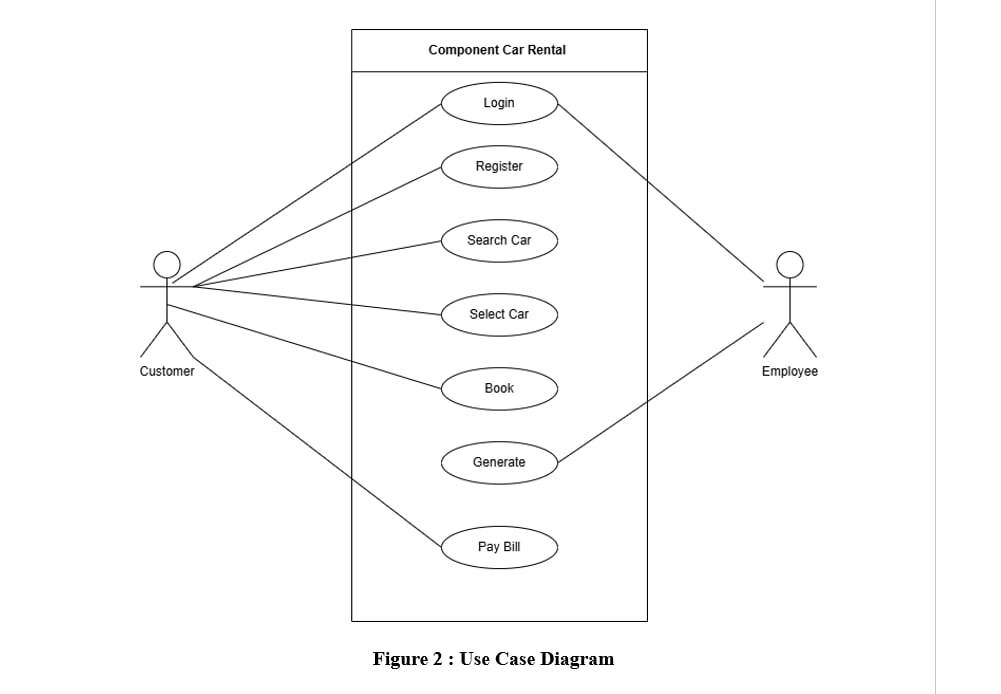 Component Car Rental
Login
Register
Search Car
Select Car
Customer
Employee
Book
Generate
Pay Bill
Figure 2 : Use Case Diagram